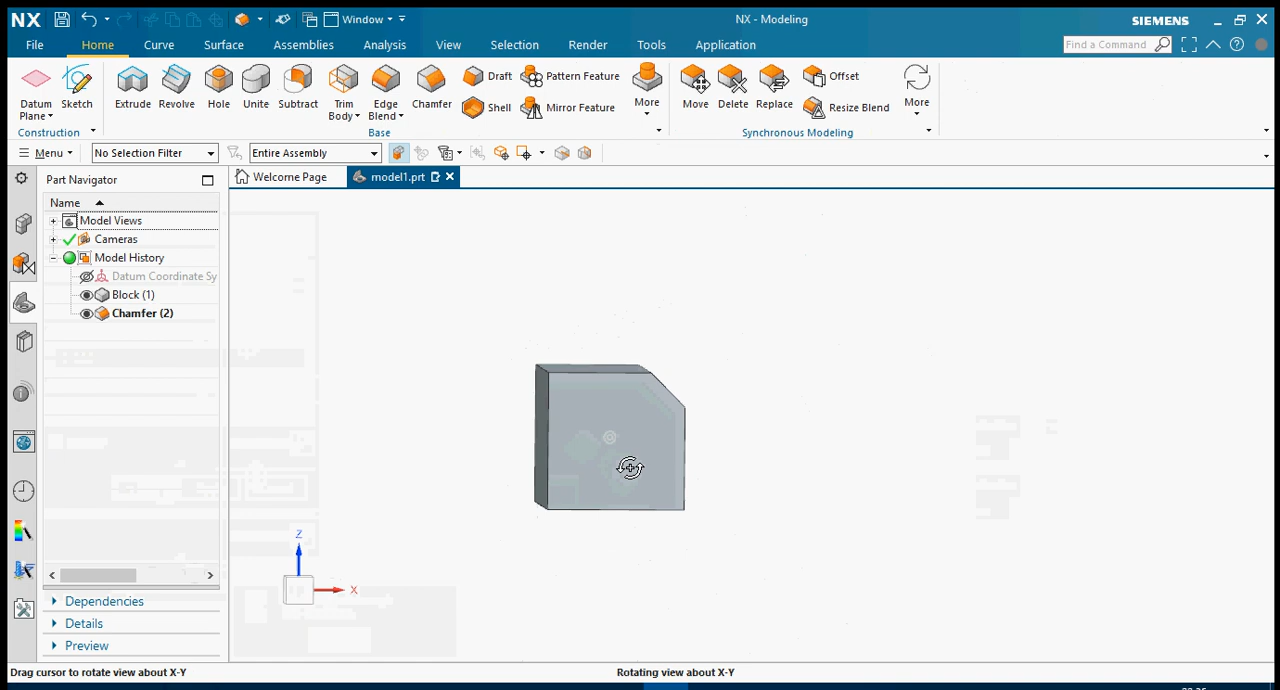 NX Window NX - Modeling SIEMENS
File Home Curve Surface Assemblies Analysis View Selection Render Tools Application Find a Command
Draft Pattern Feature Offset
Datum Plane Sketch Extrude Revolve Hole Unite Subtract Trim Body Edge Blend Chamfer Shell Mirror Feature More Move Delete Replace Resize Blend More
Construction Base Synchronous Modeling
Menu No Selection Filter Entire Assembly
Part Navigator Welcome Page model1.prt
Name
Model Views
Cameras
Model History
Datum Coordinate Sy
Block (1)
Chamfer (2)
Z
X
Dependencies
Details
Preview
Drag cursor to rotate view about X-Y Rotating view about X-Y